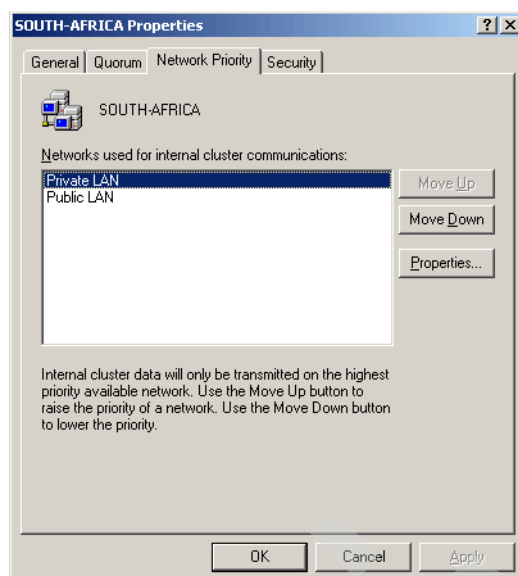 SOUTH-AFRICA Properties
General
Quorum
Network Priority
Security
SOUTH-AFRICA
Networks used for internal cluster communications:
Private LAN
Public LAN
Move Up
Move Down
Properties...
Internal cluster data will only be transmitted on the highest
priority available network. Use the Move Up button to
raise the priority of a network. Use the Move Down button
to lower the priority.
OK
Cancel
Apply